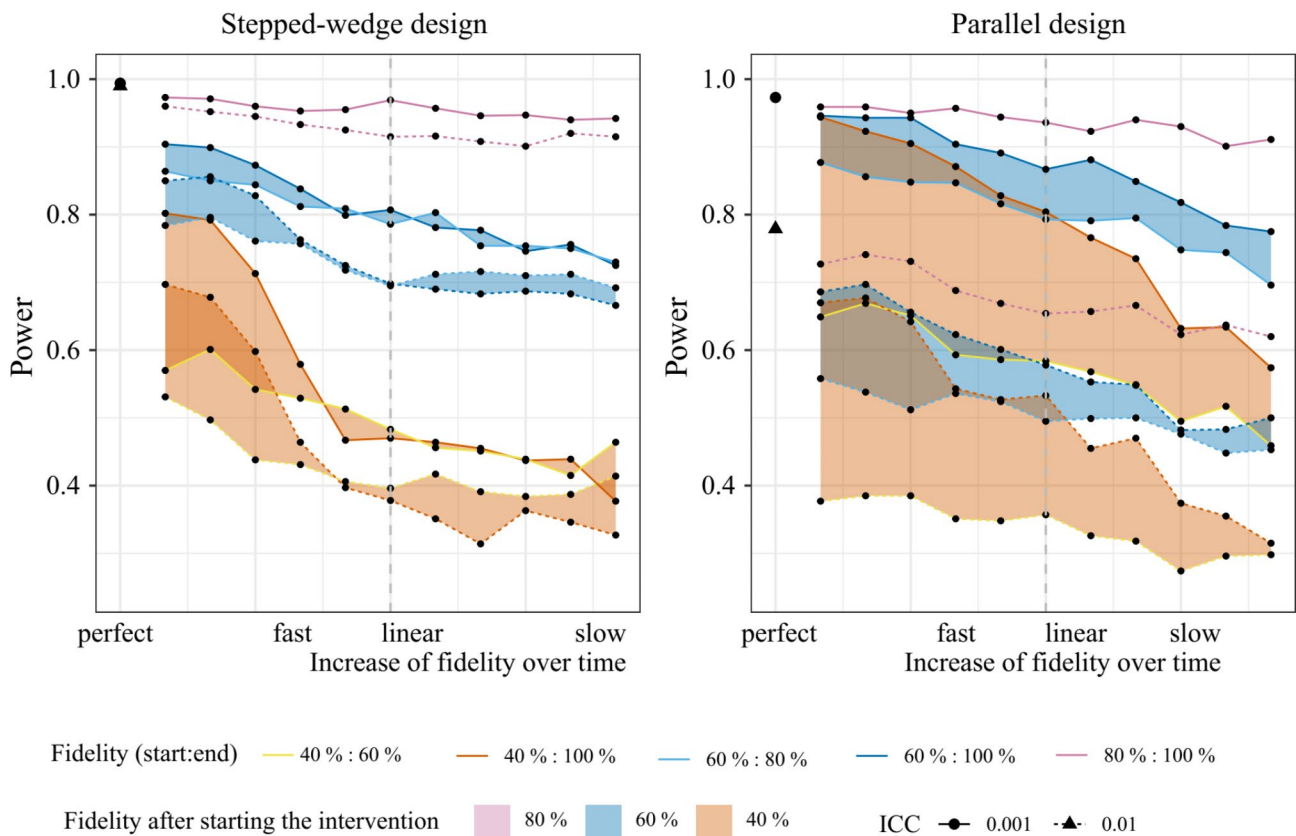 Stepped-wedge design
Parallel design
1.0
0.8
0.6
0.4
Power
perfect
fast
linear
slow
Increase of fidelity over time
1.0
0.8
0.6
0.4
Power
perfect
fast
linear
slow
Increase of fidelity over time
Fidelity (start:end) 40 % : 60 % 40 % : 100 % 60 % : 80 % 60 % : 100 % 80 % : 100 %
Fidelity after starting the intervention 80 % 60 % 40 % ICC 0.001 0.01